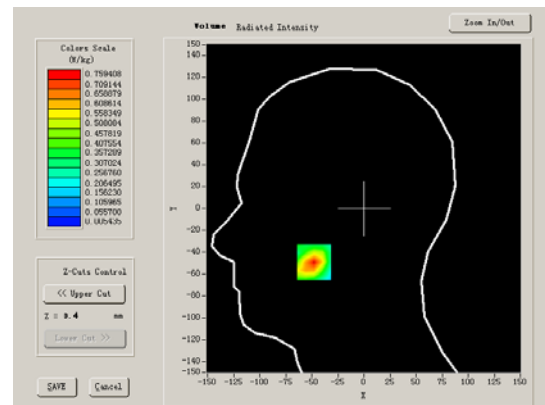 Volume Radiated Intensity
Zoom In/Out
Colors Scale
(W/kg)
0.759408
0.709144
0.658879
0.608614
0.558349
0.508084
0.457819
0.407554
0.357289
0.307024
0.256760
0.206495
0.156230
0.105965
0.055700
0.005435
Z-Cuts Control
<< Upper Cut
Z = 9.4 mm
Lower Cut >>
SAVE Cancel
150
140
120
100
80
60
40
20
0
-20
-40
-60
-80
-100
-120
-140
-150
Y
-150 -125 -100 -75 -50 -25 0 25 50 75 100 125 150
X